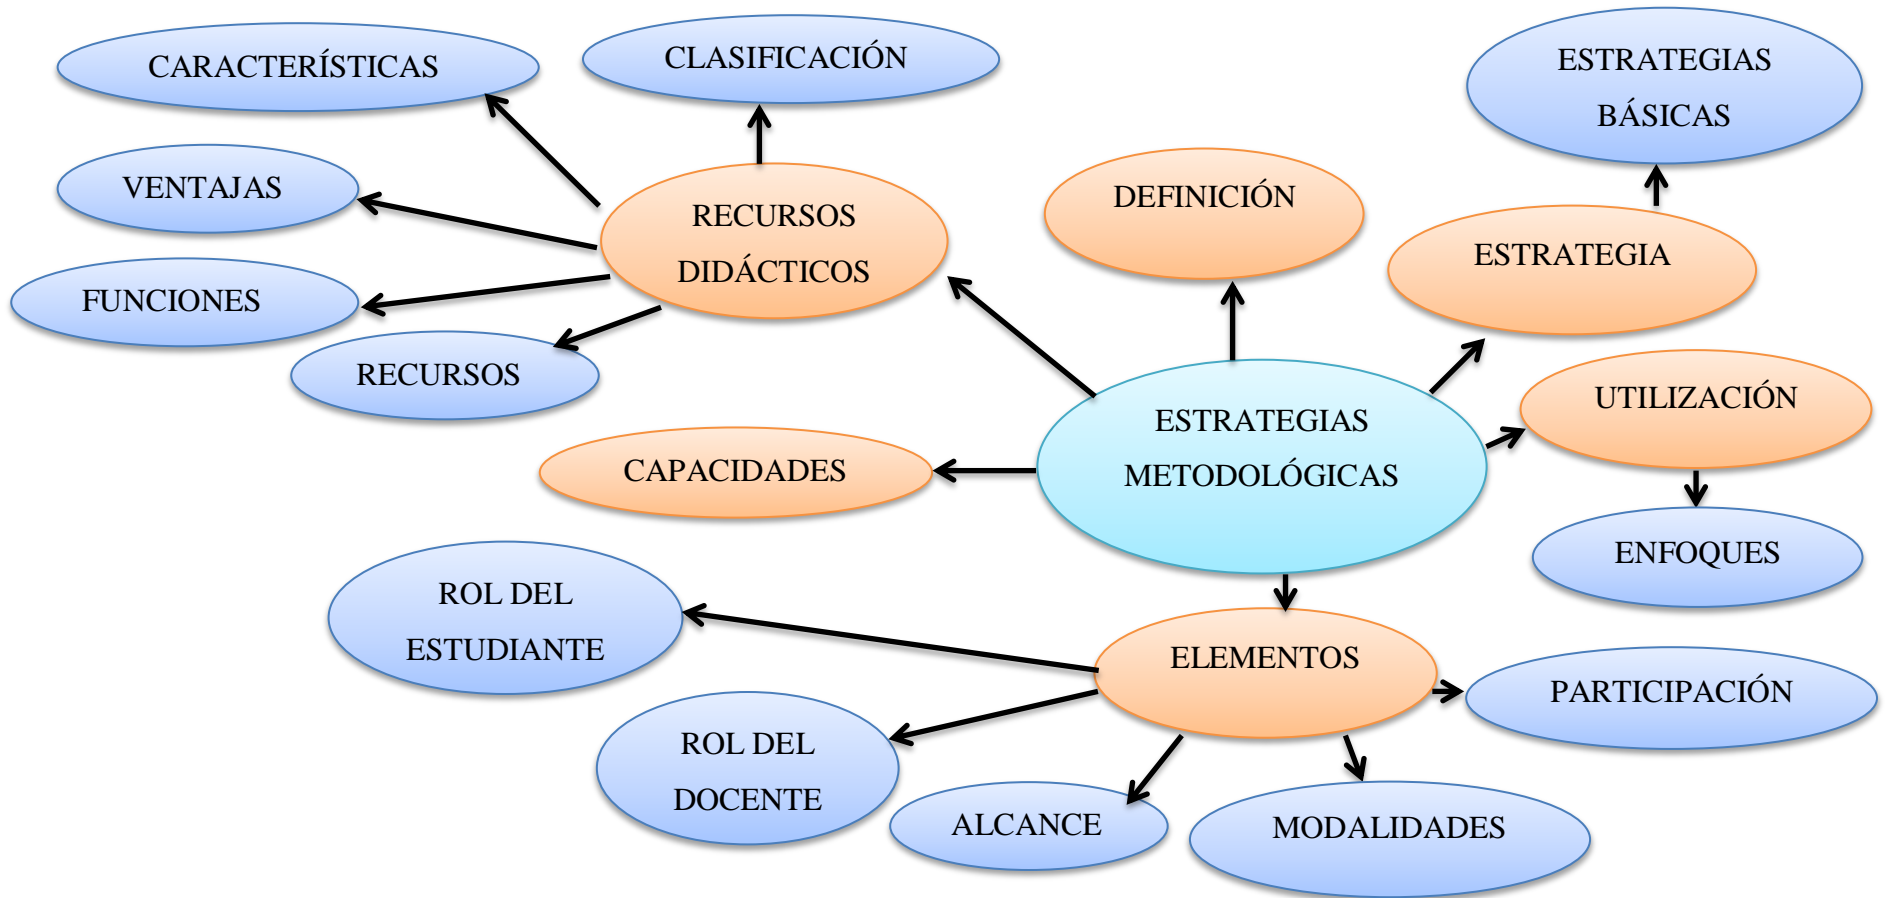 CARACTERÍSTICAS
CLASIFICACIÓN
ESTRATEGIAS
BÁSICAS
VENTAJAS
RECURSOS
DIDÁCTICOS
DEFINICIÓN
ESTRATEGIA
FUNCIONES
RECURSOS
UTILIZACIÓN
ESTRATEGIAS
METODOLÓGICAS
CAPACIDADES
ENFOQUES
ROL DEL
ESTUDIANTE
ELEMENTOS
PARTICIPACIÓN
ROL DEL
DOCENTE
ALCANCE
MODALIDADES